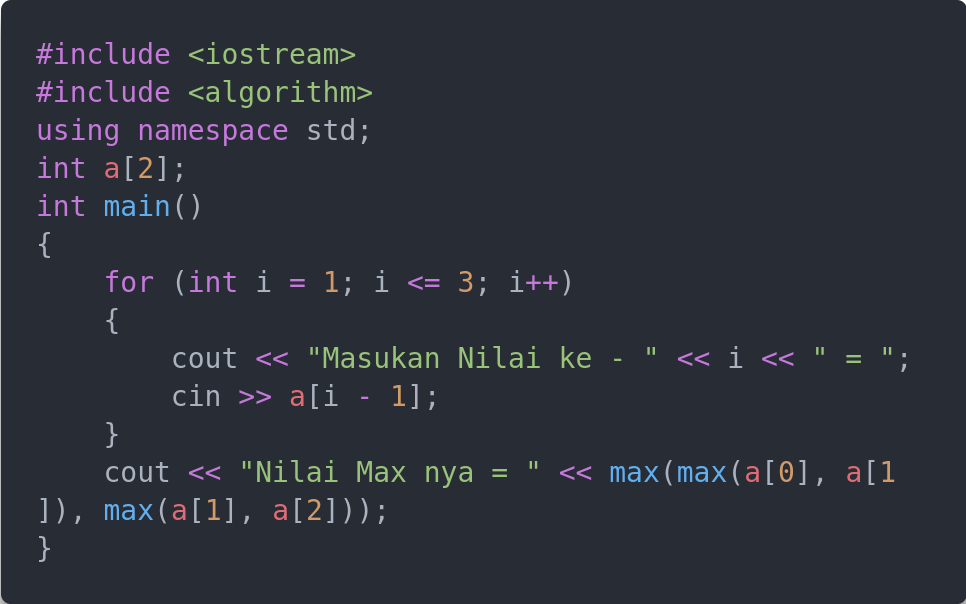 #include <iostream>
#include <algorithm>
using namespace std;
int a[2];
int main()
{
    for (int i = 1; i <= 3; i++)
    {
        cout << "Masukan Nilai ke - " << i << " = ";
        cin >> a[i - 1];
    }
    cout << "Nilai Max nya = " << max(max(a[0], a[1
]), max(a[1], a[2]));
}